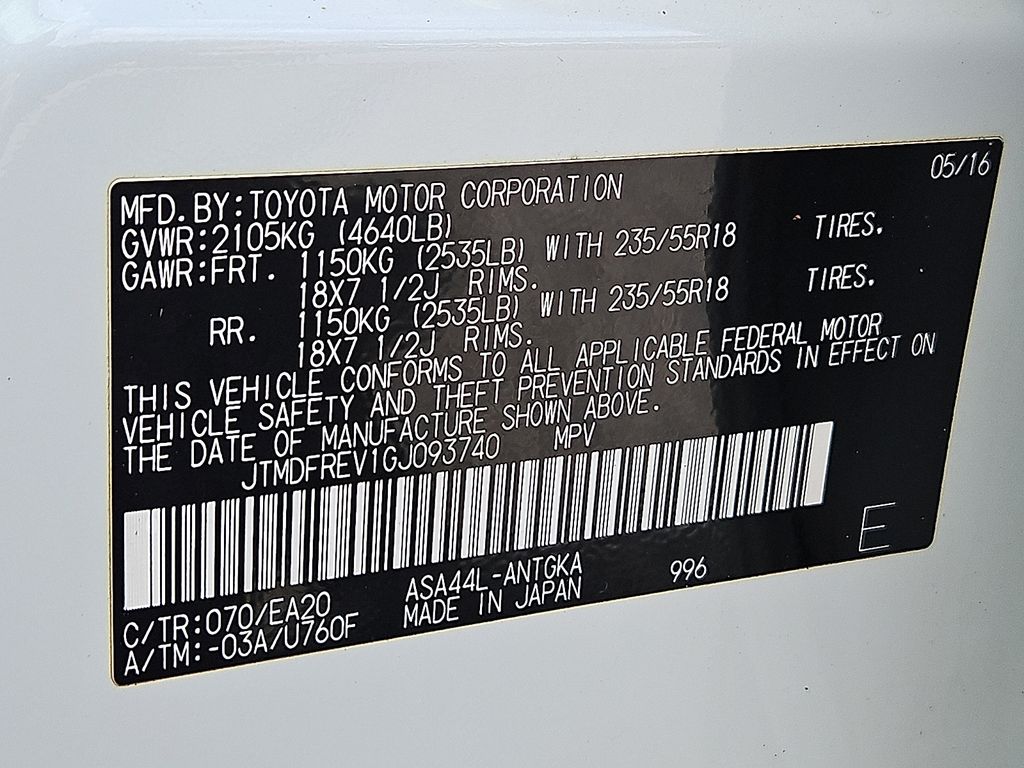 05/16
MFD. BY: TOYOTA MOTOR CORPORATION
GVWR: 2105KG (4640LB)
GAWR: FRT. 1150KG (2535LB) WITH 235/55R18 TIRES.
18X7 1/2J RIMS.
RR. 1150KG (2535LB) WITH 235/55R18 TIRES.
18X7 1/2J RIMS.
THIS VEHICLE CONFORMS TO ALL APPLICABLE FEDERAL MOTOR
VEHICLE SAFETY AND THEFT PREVENTION STANDARDS IN EFFECT ON
THE DATE OF MANUFACTURE SHOWN ABOVE.
JTMDFREV1GJ093740 MPV
E
C/TR: 070/EA20 ASA44L-ANTGKA 996
A/TM: -03A/U760F MADE IN JAPAN